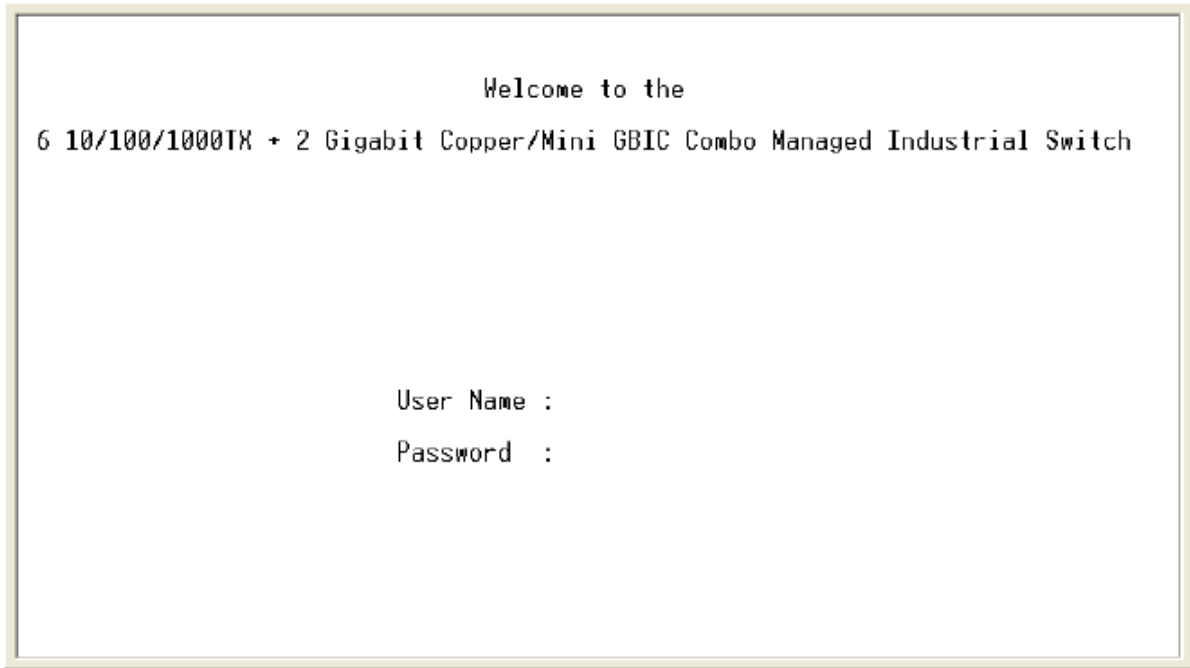 Welcome to the
6 10/100/1000TX + 2 Gigabit Copper/Mini GBIC Combo Managed Industrial Switch
User Name :
Password :